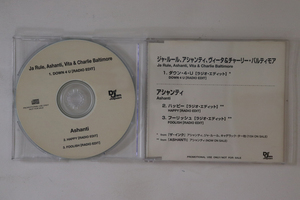 Ja Rule, Ashanti, Vita & Charlie Baltimore
1. DOWN 4 U [RADIO EDIT]
Ashanti
2. HAPPY [RADIO EDIT]
3. FOOLISH [RADIO EDIT]
ジャ・ルール, アシャンティ, ヴィータ&チャーリー・バルティモア
Ja Rule, Ashanti, Vita & Charlie Baltimore
1. ダウン・4・U [ラジオ・エディット] *
DOWN 4 U [RADIO EDIT]
アシャンティ
Ashanti
2. ハッピー [ラジオ・エディット] **
HAPPY [RADIO EDIT]
3. フーリッシュ [ラジオ・エディット] **
FOOLISH [RADIO EDIT]